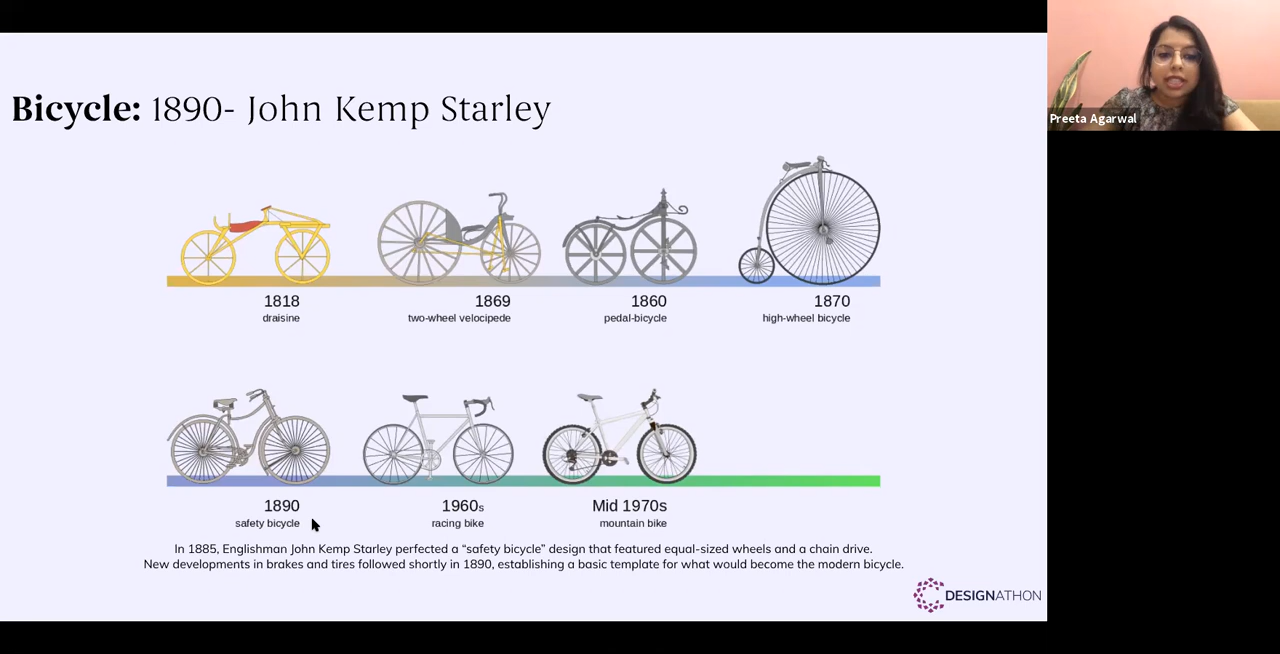 Bicycle: 1890- John Kemp Starley
Preeta Agarwal
1818
draisine
1869
two-wheel velocipede
1860
pedal-bicycle
1870
high-wheel bicycle
1890
safety bicycle
1960s
racing bike
Mid 1970s
mountain bike
In 1885, Englishman John Kemp Starley perfected a “safety bicycle” design that featured equal-sized wheels and a chain drive.
New developments in brakes and tires followed shortly in 1890, establishing a basic template for what would become the modern bicycle.
DESIGNATHON